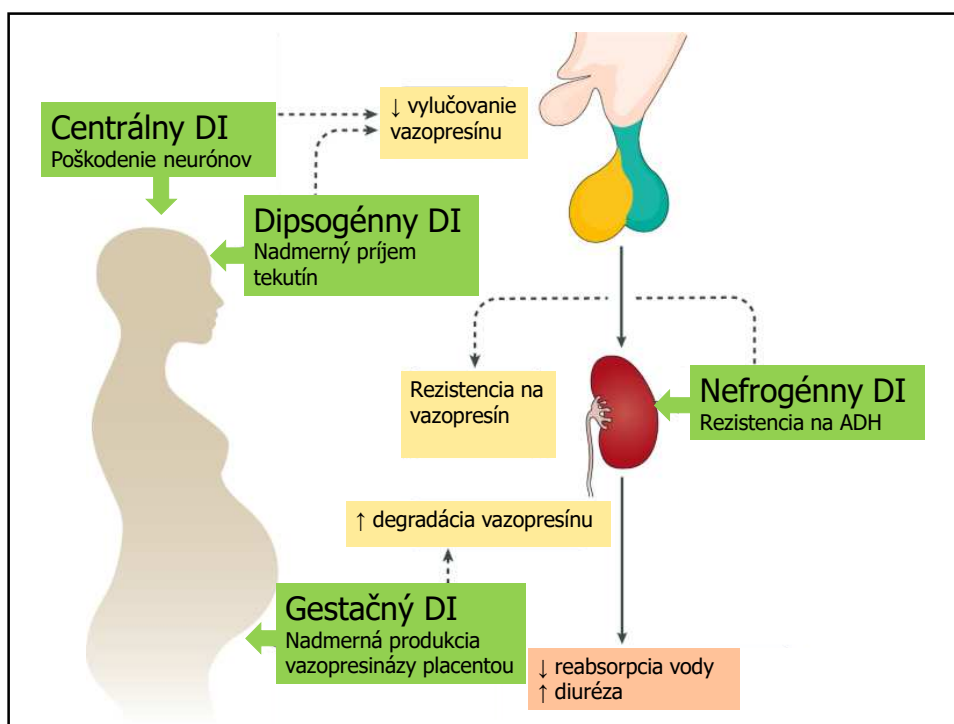 Centrálny DI
Poškodenie neurónov
↓ vylučovanie
vazopresínu
Dipsogénny DI
Nadmerný príjem
tekutín
Rezistencia na
vazopresín
Nefrogénny DI
Rezistencia na ADH
↑ degradácia vazopresínu
Gestačný DI
Nadmerná produkcia
vazopresinázy placentou
↓ reabsorpcia vody
↑ diuréza